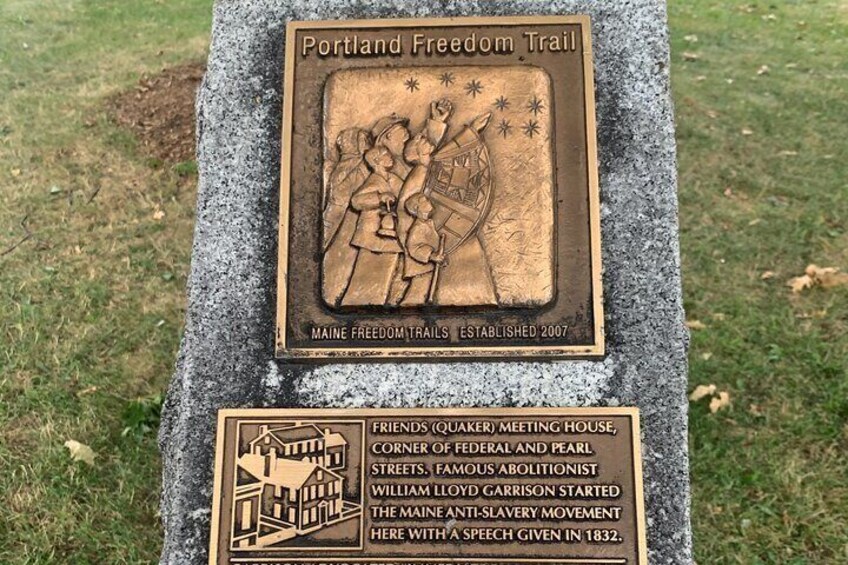 Portland Freedom Trail
MAINE FREEDOM TRAILS ESTABLISHED 2007
FRIENDS (QUAKER) MEETING HOUSE,
CORNER OF FEDERAL AND PEARL
STREETS. FAMOUS ABOLITIONIST
WILLIAM LLOYD GARRISON STARTED
THE MAINE ANTI-SLAVERY MOVEMENT
HERE WITH A SPEECH GIVEN IN 1832.